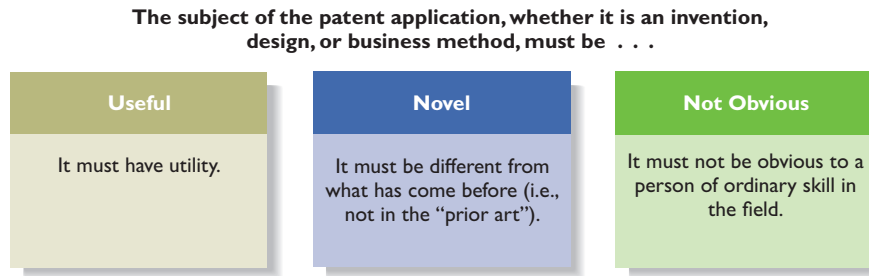 The subject of the patent application, whether it is an invention,
design, or business method, must be . . .
Useful
It must have utility.
Novel
It must be different from
what has come before (i.e.,
not in the “prior art”).
Not Obvious
It must not be obvious to a
person of ordinary skill in
the field.